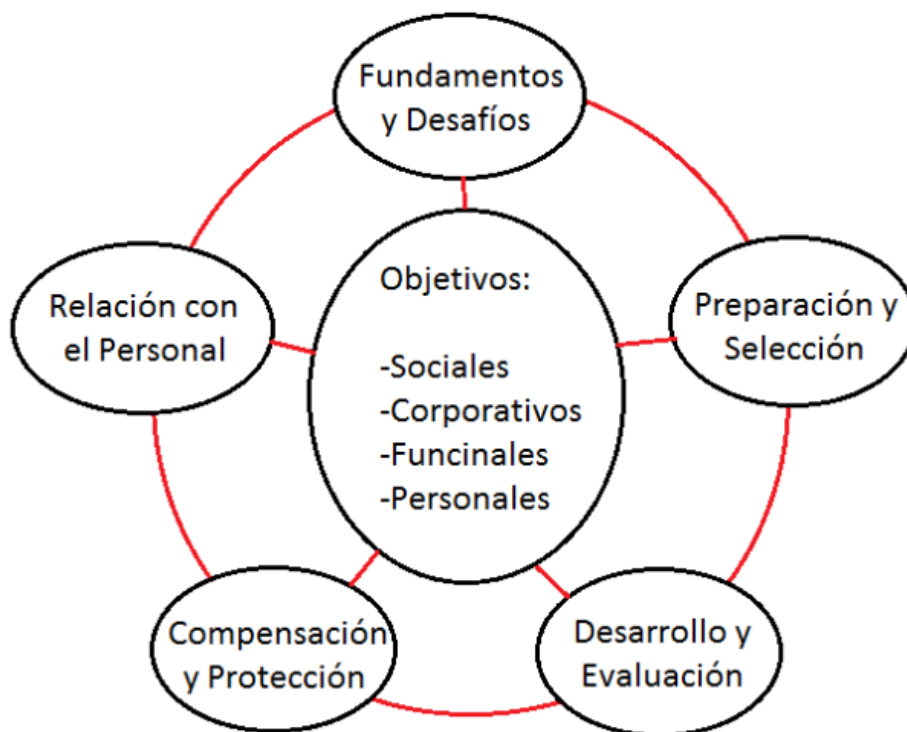 Fundamentos
y Desafíos
Objetivos:
-Sociales
-Corporativos
-Funcinales
-Personales
Relación con
el Personal
Preparación y
Selección
Compensación
y Protección
Desarrollo y
Evaluación